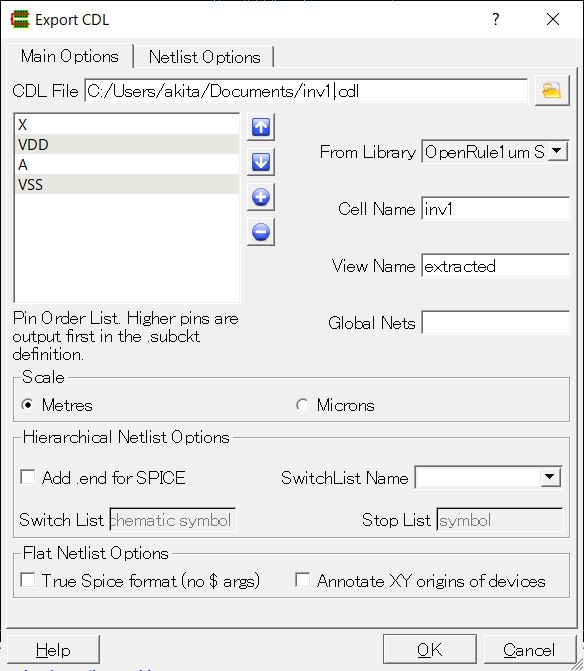 Export CDL
?
Main Options
Netlist Options
CDL File C:/Users/akita/Documents/inv1.cdl
X
VDD
A
VSS
From Library OpenRule1um S
Cell Name inv1
View Name extracted
Global Nets
Pin Order List. Higher pins are
output first in the .subckt
definition.
Scale
Metres
Microns
Hierarchical Netlist Options
Add .end for SPICE
SwitchList Name
Switch List chematic symbol
Stop List symbol
Flat Netlist Options
True Spice format (no $ args)
Annotate XY origins of devices
Help
OK
Cancel